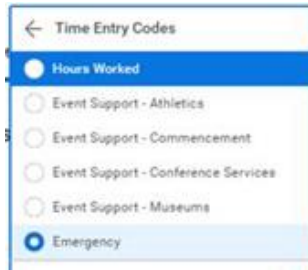 Time Entry Codes
Hours Worked
Event Support - Athletics
Event Support - Commencement
Event Support - Conference Services
Event Support - Museums
Emergency